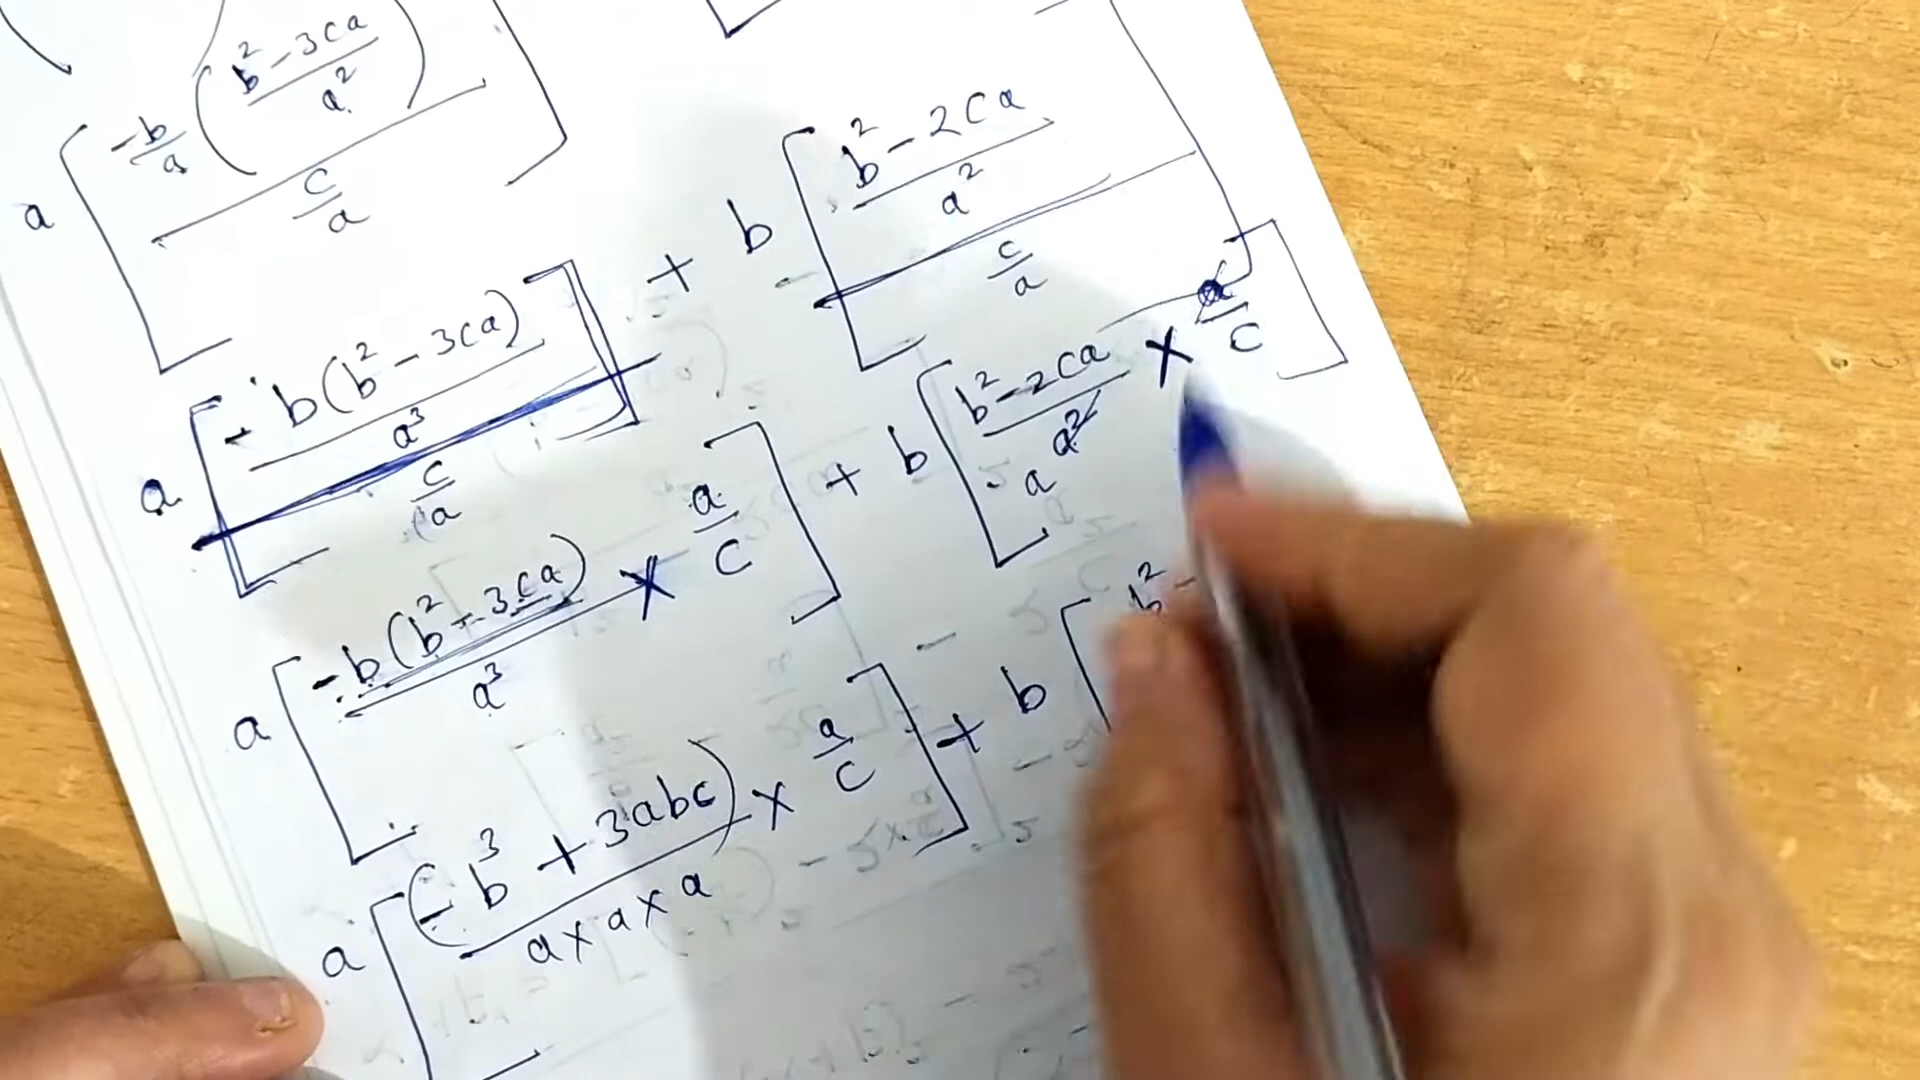 a [ -b/a ( (b² - 3ca)/a² ) / (c/a) ] + b [ (b² - 2ca)/a² / (c/a) ]
a [ - b(b² - 3ca)/a³ / (c/a) ] + b [ (b² - 2ca)/a² × a/c ]
a
a [ - b(b² - 3ca)/a³ × a/c ] + b [ b² -
a [ (- b³ + 3abc)/(a × a × a) × a/c ]